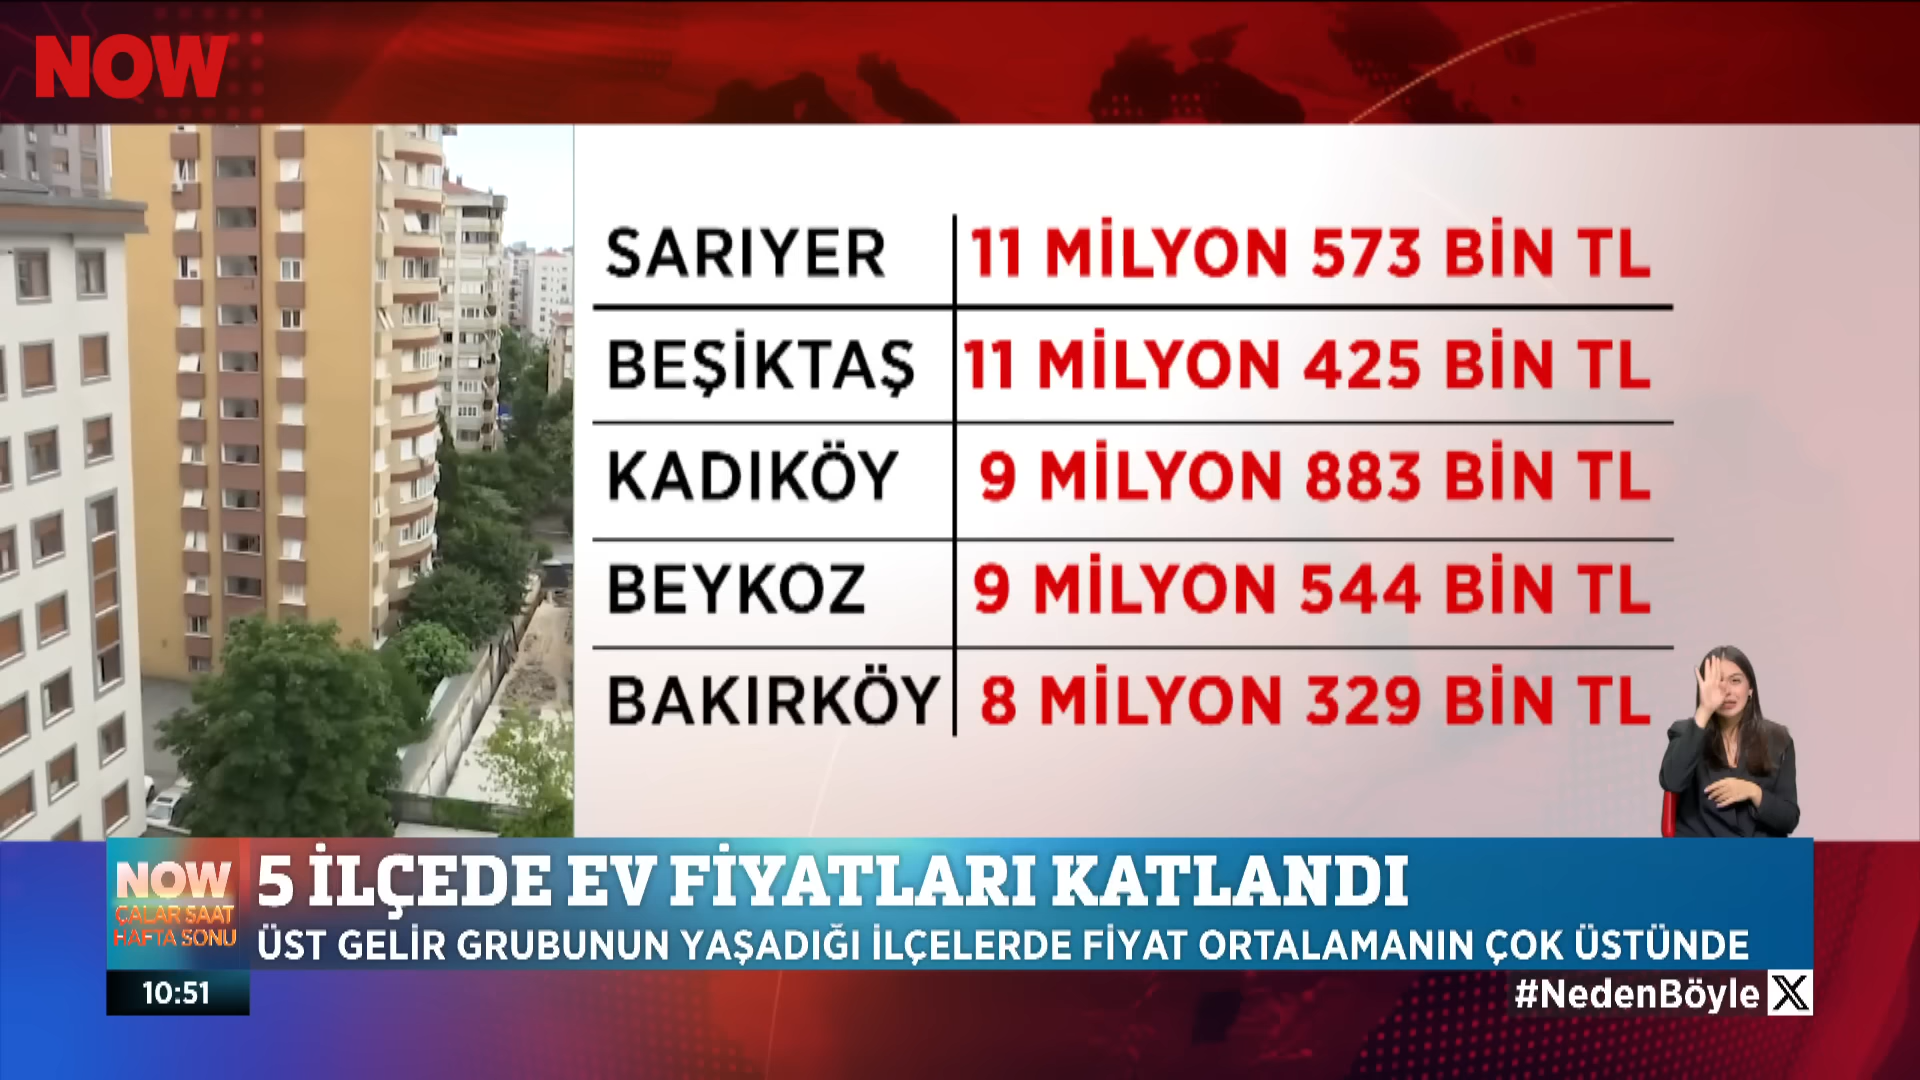 NOW
SARIYER 11 MİLYON 573 BİN TL
BEŞİKTAŞ 11 MİLYON 425 BİN TL
KADIKÖY 9 MİLYON 883 BİN TL
BEYKOZ 9 MİLYON 544 BİN TL
BAKIRKÖY 8 MİLYON 329 BİN TL
NOW
ÇALAR SAAT
HAFTA SONU
5 İLÇEDE EV FİYATLARI KATLANDI
ÜST GELİR GRUBUNUN YAŞADIĞI İLÇELERDE FİYAT ORTALAMANIN ÇOK ÜSTÜNDE
10:51
#NedenBöyle X